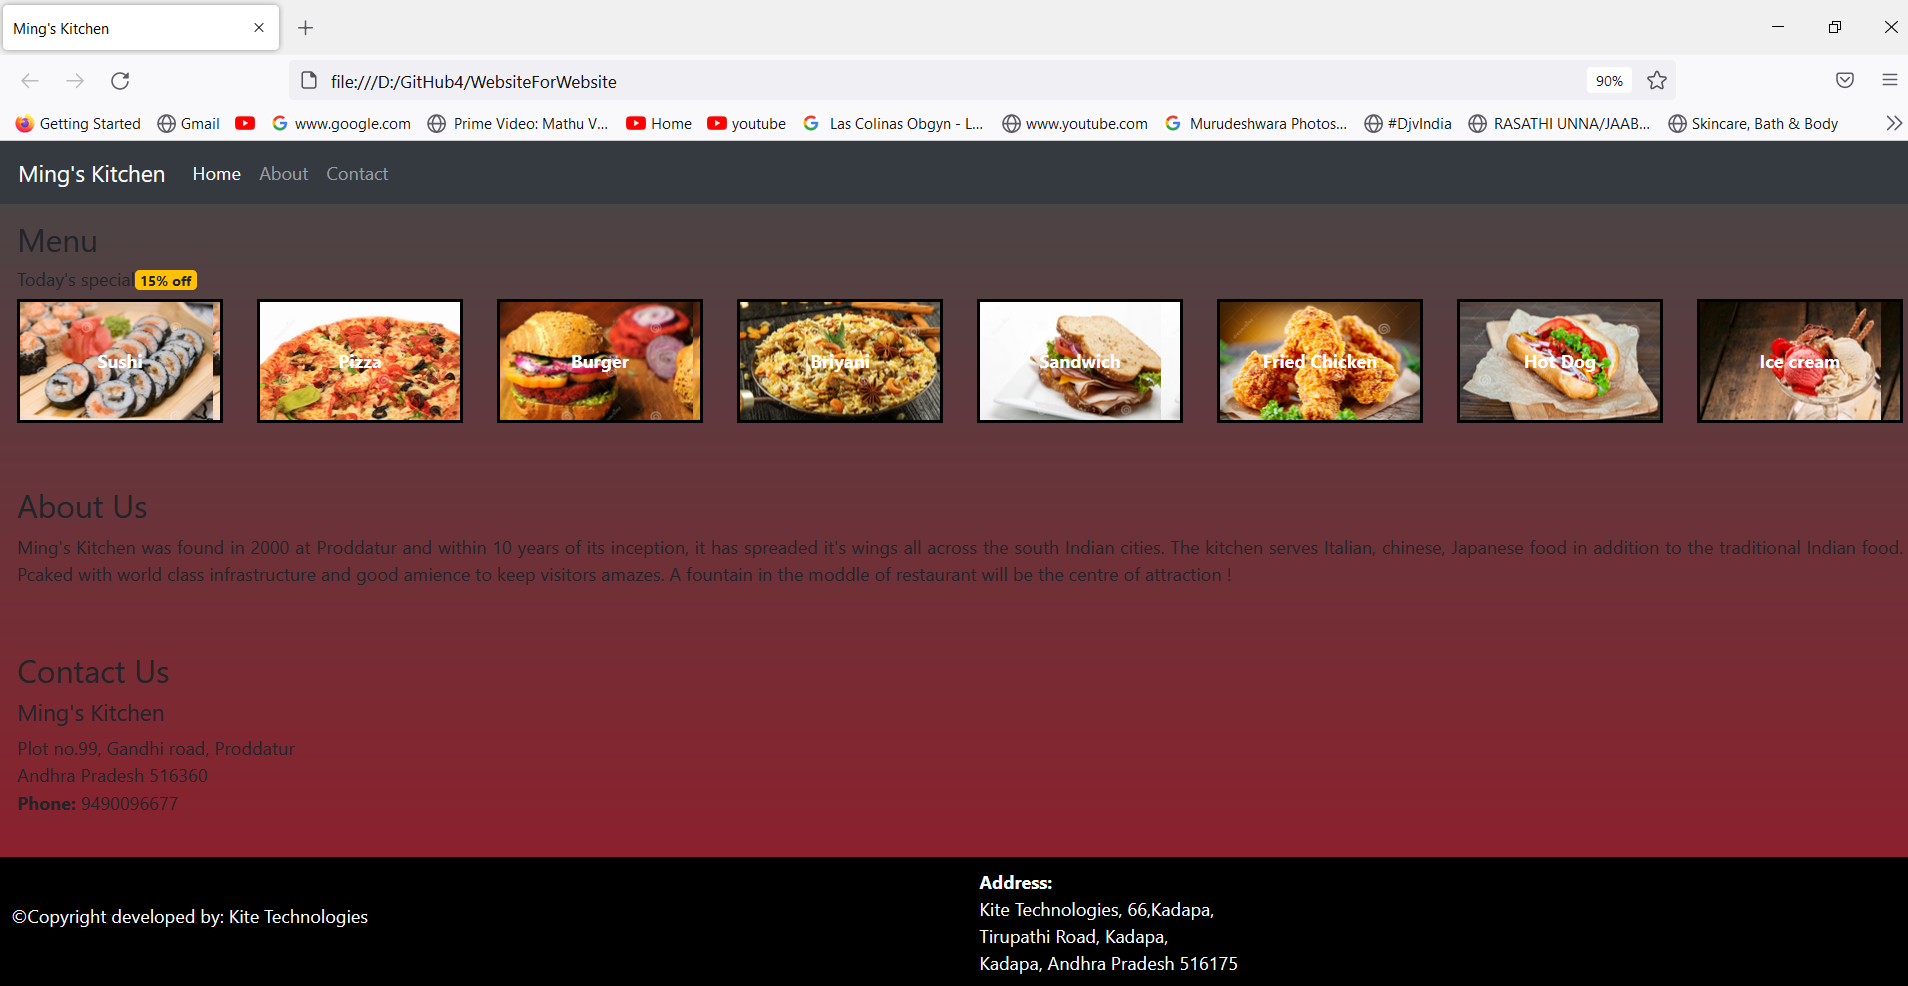 Ming's Kitchen
file:///D:/GitHub4/WebsiteForWebsite 90%
Getting Started Gmail www.google.com Prime Video: Mathu V... Home youtube Las Colinas Obgyn - L... www.youtube.com Murudeshwara Photos... #DjvIndia RASATHI UNNA/JAAB... Skincare, Bath & Body
Ming's Kitchen Home About Contact
Menu
Today's special 15% off
Sushi Pizza Burger Briyani Sandwich Fried Chicken Hot Dog Ice cream
About Us
Ming's Kitchen was found in 2000 at Proddatur and within 10 years of its inception, it has spreaded it's wings all across the south Indian cities. The kitchen serves Italian, chinese, Japanese food in addition to the traditional Indian food.
Pcaked with world class infrastructure and good amience to keep visitors amazes. A fountain in the moddle of restaurant will be the centre of attraction !
Contact Us
Ming's Kitchen
Plot no.99, Gandhi road, Proddatur
Andhra Pradesh 516360
Phone: 9490096677
©Copyright developed by: Kite Technologies
Address:
Kite Technologies, 66,Kadapa,
Tirupathi Road, Kadapa,
Kadapa, Andhra Pradesh 516175